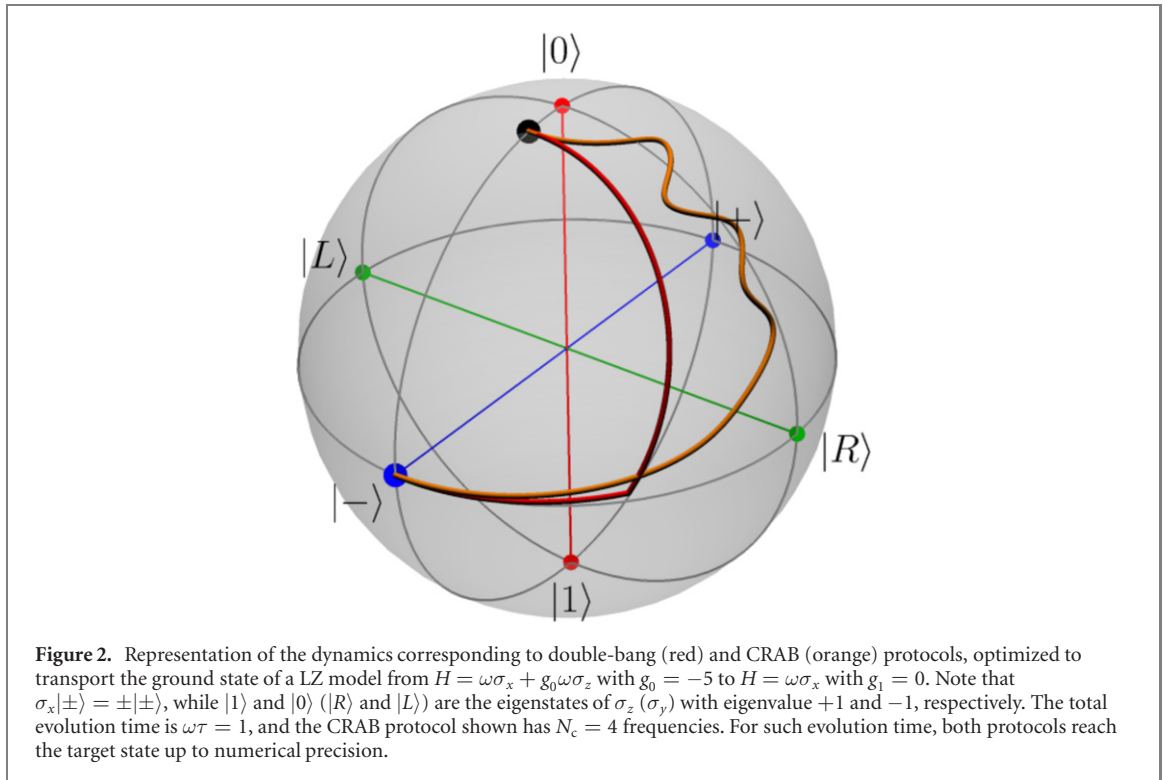 |0⟩
|+⟩
|L⟩
|R⟩
|−⟩
|1⟩
Figure 2. Representation of the dynamics corresponding to double-bang (red) and CRAB (orange) protocols, optimized to
transport the ground state of a LZ model from H = ωσₓ + g₀ωσ_z with g₀ = −5 to H = ωσₓ with g₁ = 0. Note that
σₓ|±⟩ = ±|±⟩, while |1⟩ and |0⟩ (|R⟩ and |L⟩) are the eigenstates of σ_z (σ_y) with eigenvalue +1 and −1, respectively. The total
evolution time is ωτ = 1, and the CRAB protocol shown has N_c = 4 frequencies. For such evolution time, both protocols reach
the target state up to numerical precision.